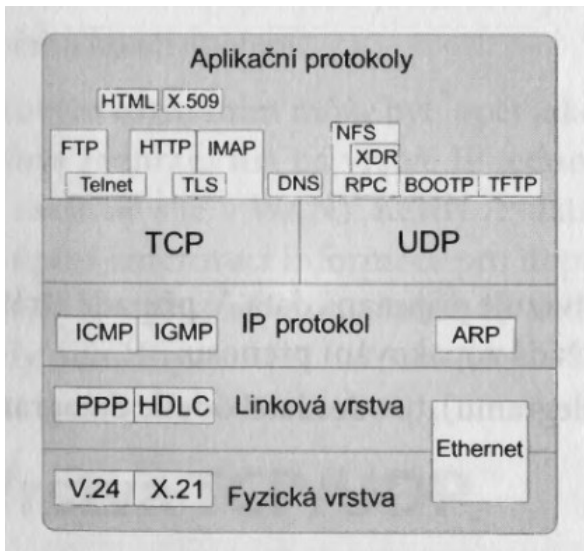 Aplikační protokoly
HTML X.509
FTP HTTP IMAP NFS
XDR
Telnet TLS DNS RPC BOOTP TFTP
TCP UDP
ICMP IGMP IP protokol ARP
PPP HDLC Linková vrstva
Ethernet
V.24 X.21 Fyzická vrstva